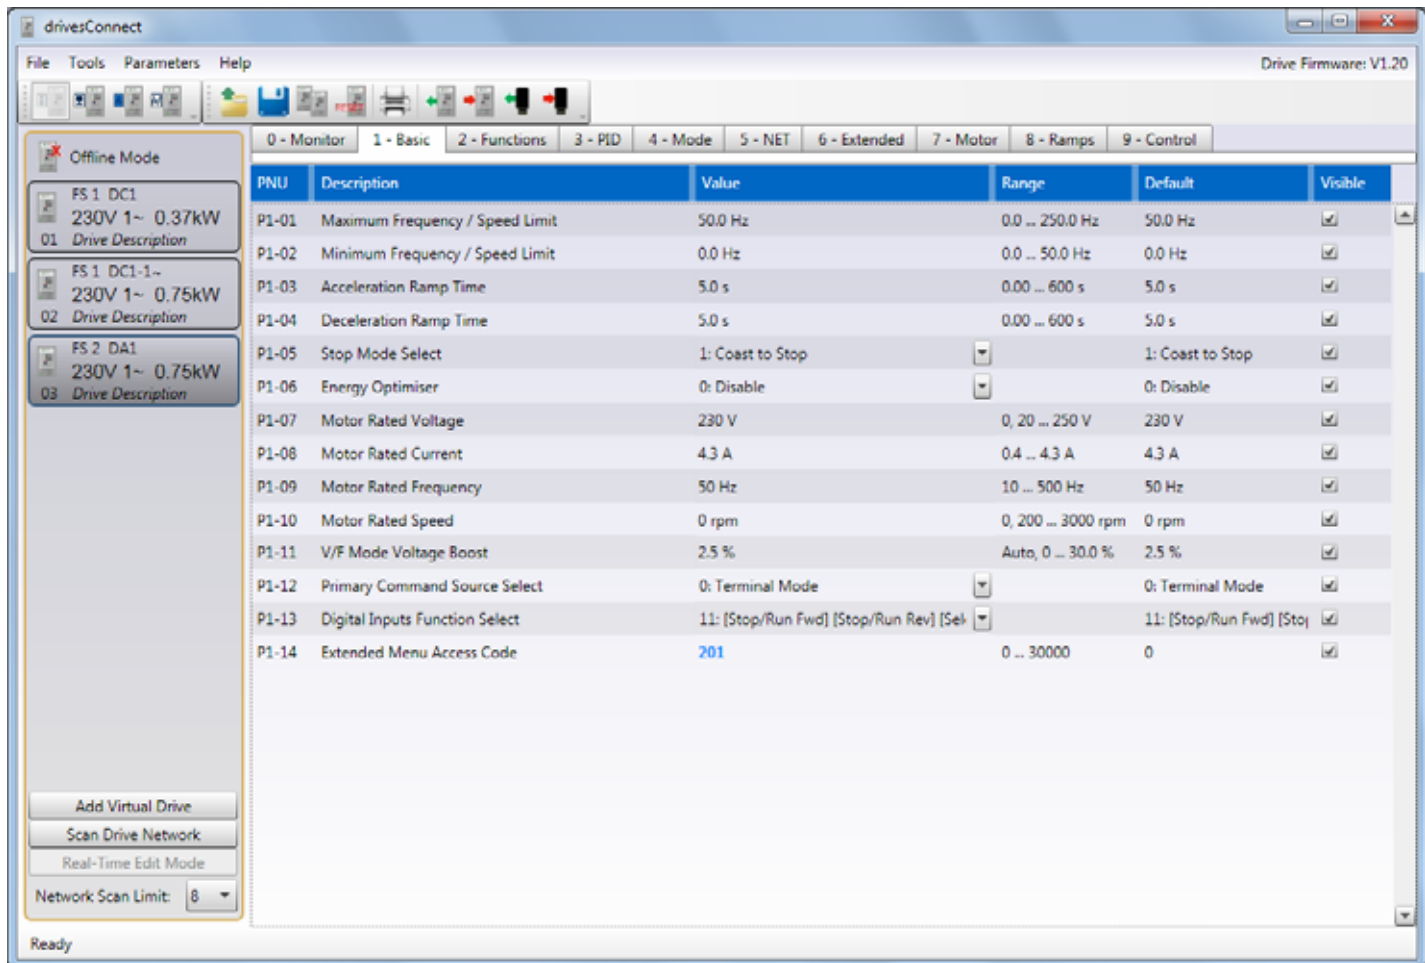 drivesConnect
File Tools Parameters Help
Drive Firmware: V1.20
Offline Mode
FS 1 DC1
230V 1~ 0.37kW
01 Drive Description
FS 1 DC1-1~
230V 1~ 0.75kW
02 Drive Description
FS 2 DA1
230V 1~ 0.75kW
03 Drive Description
Add Virtual Drive
Scan Drive Network
Real-Time Edit Mode
Network Scan Limit: 8
0 - Monitor 1 - Basic 2 - Functions 3 - PID 4 - Mode 5 - NET 6 - Extended 7 - Motor 8 - Ramps 9 - Control
PNU Description Value Range Default Visible
P1-01 Maximum Frequency / Speed Limit 50.0 Hz 0.0 ... 250.0 Hz 50.0 Hz
P1-02 Minimum Frequency / Speed Limit 0.0 Hz 0.0 ... 50.0 Hz 0.0 Hz
P1-03 Acceleration Ramp Time 5.0 s 0.00 ... 600 s 5.0 s
P1-04 Deceleration Ramp Time 5.0 s 0.00 ... 600 s 5.0 s
P1-05 Stop Mode Select 1: Coast to Stop 1: Coast to Stop
P1-06 Energy Optimiser 0: Disable 0: Disable
P1-07 Motor Rated Voltage 230 V 0, 20 ... 250 V 230 V
P1-08 Motor Rated Current 4.3 A 0.4 ... 4.3 A 4.3 A
P1-09 Motor Rated Frequency 50 Hz 10 ... 500 Hz 50 Hz
P1-10 Motor Rated Speed 0 rpm 0, 200 ... 3000 rpm 0 rpm
P1-11 V/F Mode Voltage Boost 2.5 % Auto, 0 ... 30.0 % 2.5 %
P1-12 Primary Command Source Select 0: Terminal Mode 0: Terminal Mode
P1-13 Digital Inputs Function Select 11: [Stop/Run Fwd] [Stop/Run Rev] [Sel 11: [Stop/Run Fwd] [Stop
P1-14 Extended Menu Access Code 201 0 ... 30000 0
Ready